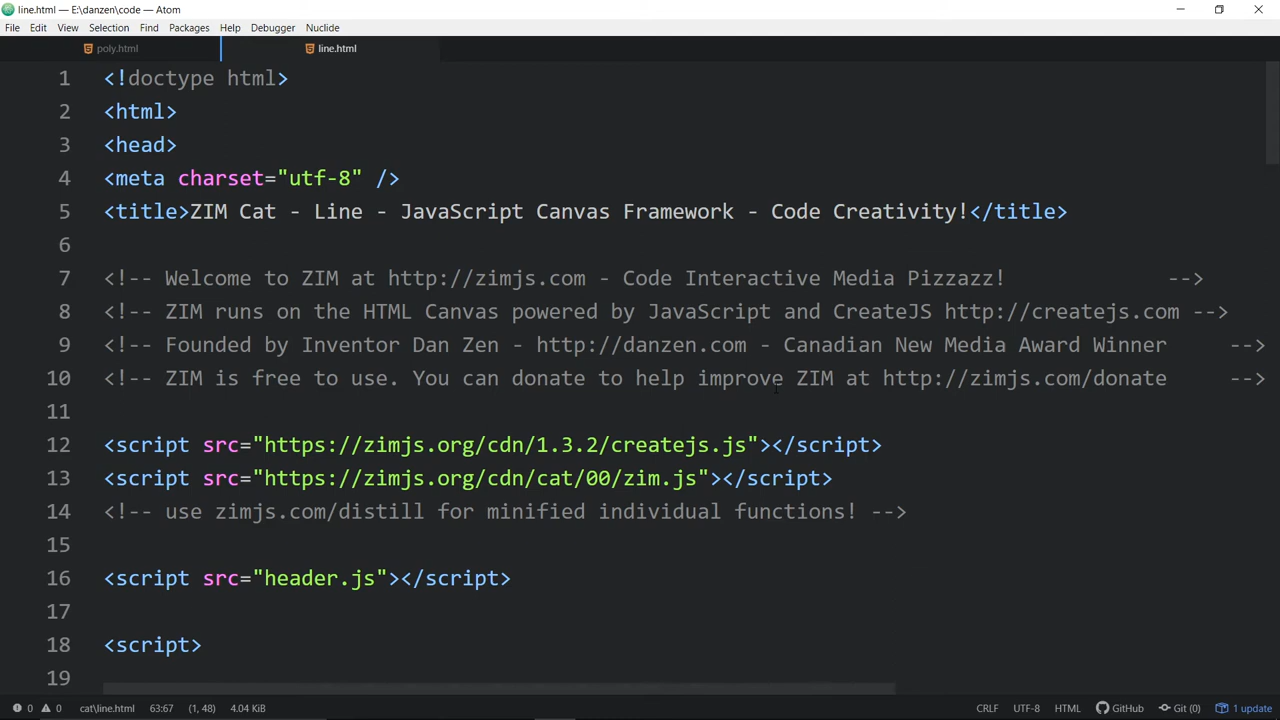 line.html — E:\danzen\code — Atom
File Edit View Selection Find Packages Help Debugger Nuclide
poly.html line.html
1 <!doctype html>
2 <html>
3 <head>
4 <meta charset="utf-8" />
5 <title>ZIM Cat - Line - JavaScript Canvas Framework - Code Creativity!</title>
6
7 <!-- Welcome to ZIM at http://zimjs.com - Code Interactive Media Pizzazz! -->
8 <!-- ZIM runs on the HTML Canvas powered by JavaScript and CreateJS http://createjs.com -->
9 <!-- Founded by Inventor Dan Zen - http://danzen.com - Canadian New Media Award Winner -->
10 <!-- ZIM is free to use. You can donate to help improve ZIM at http://zimjs.com/donate -->
11
12 <script src="https://zimjs.org/cdn/1.3.2/createjs.js"></script>
13 <script src="https://zimjs.org/cdn/cat/00/zim.js"></script>
14 <!-- use zimjs.com/distill for minified individual functions! -->
15
16 <script src="header.js"></script>
17
18 <script>
19
0 0 cat\line.html 63:67 (1, 48) 4.04 KiB CRLF UTF-8 HTML GitHub Git (0) 1 update